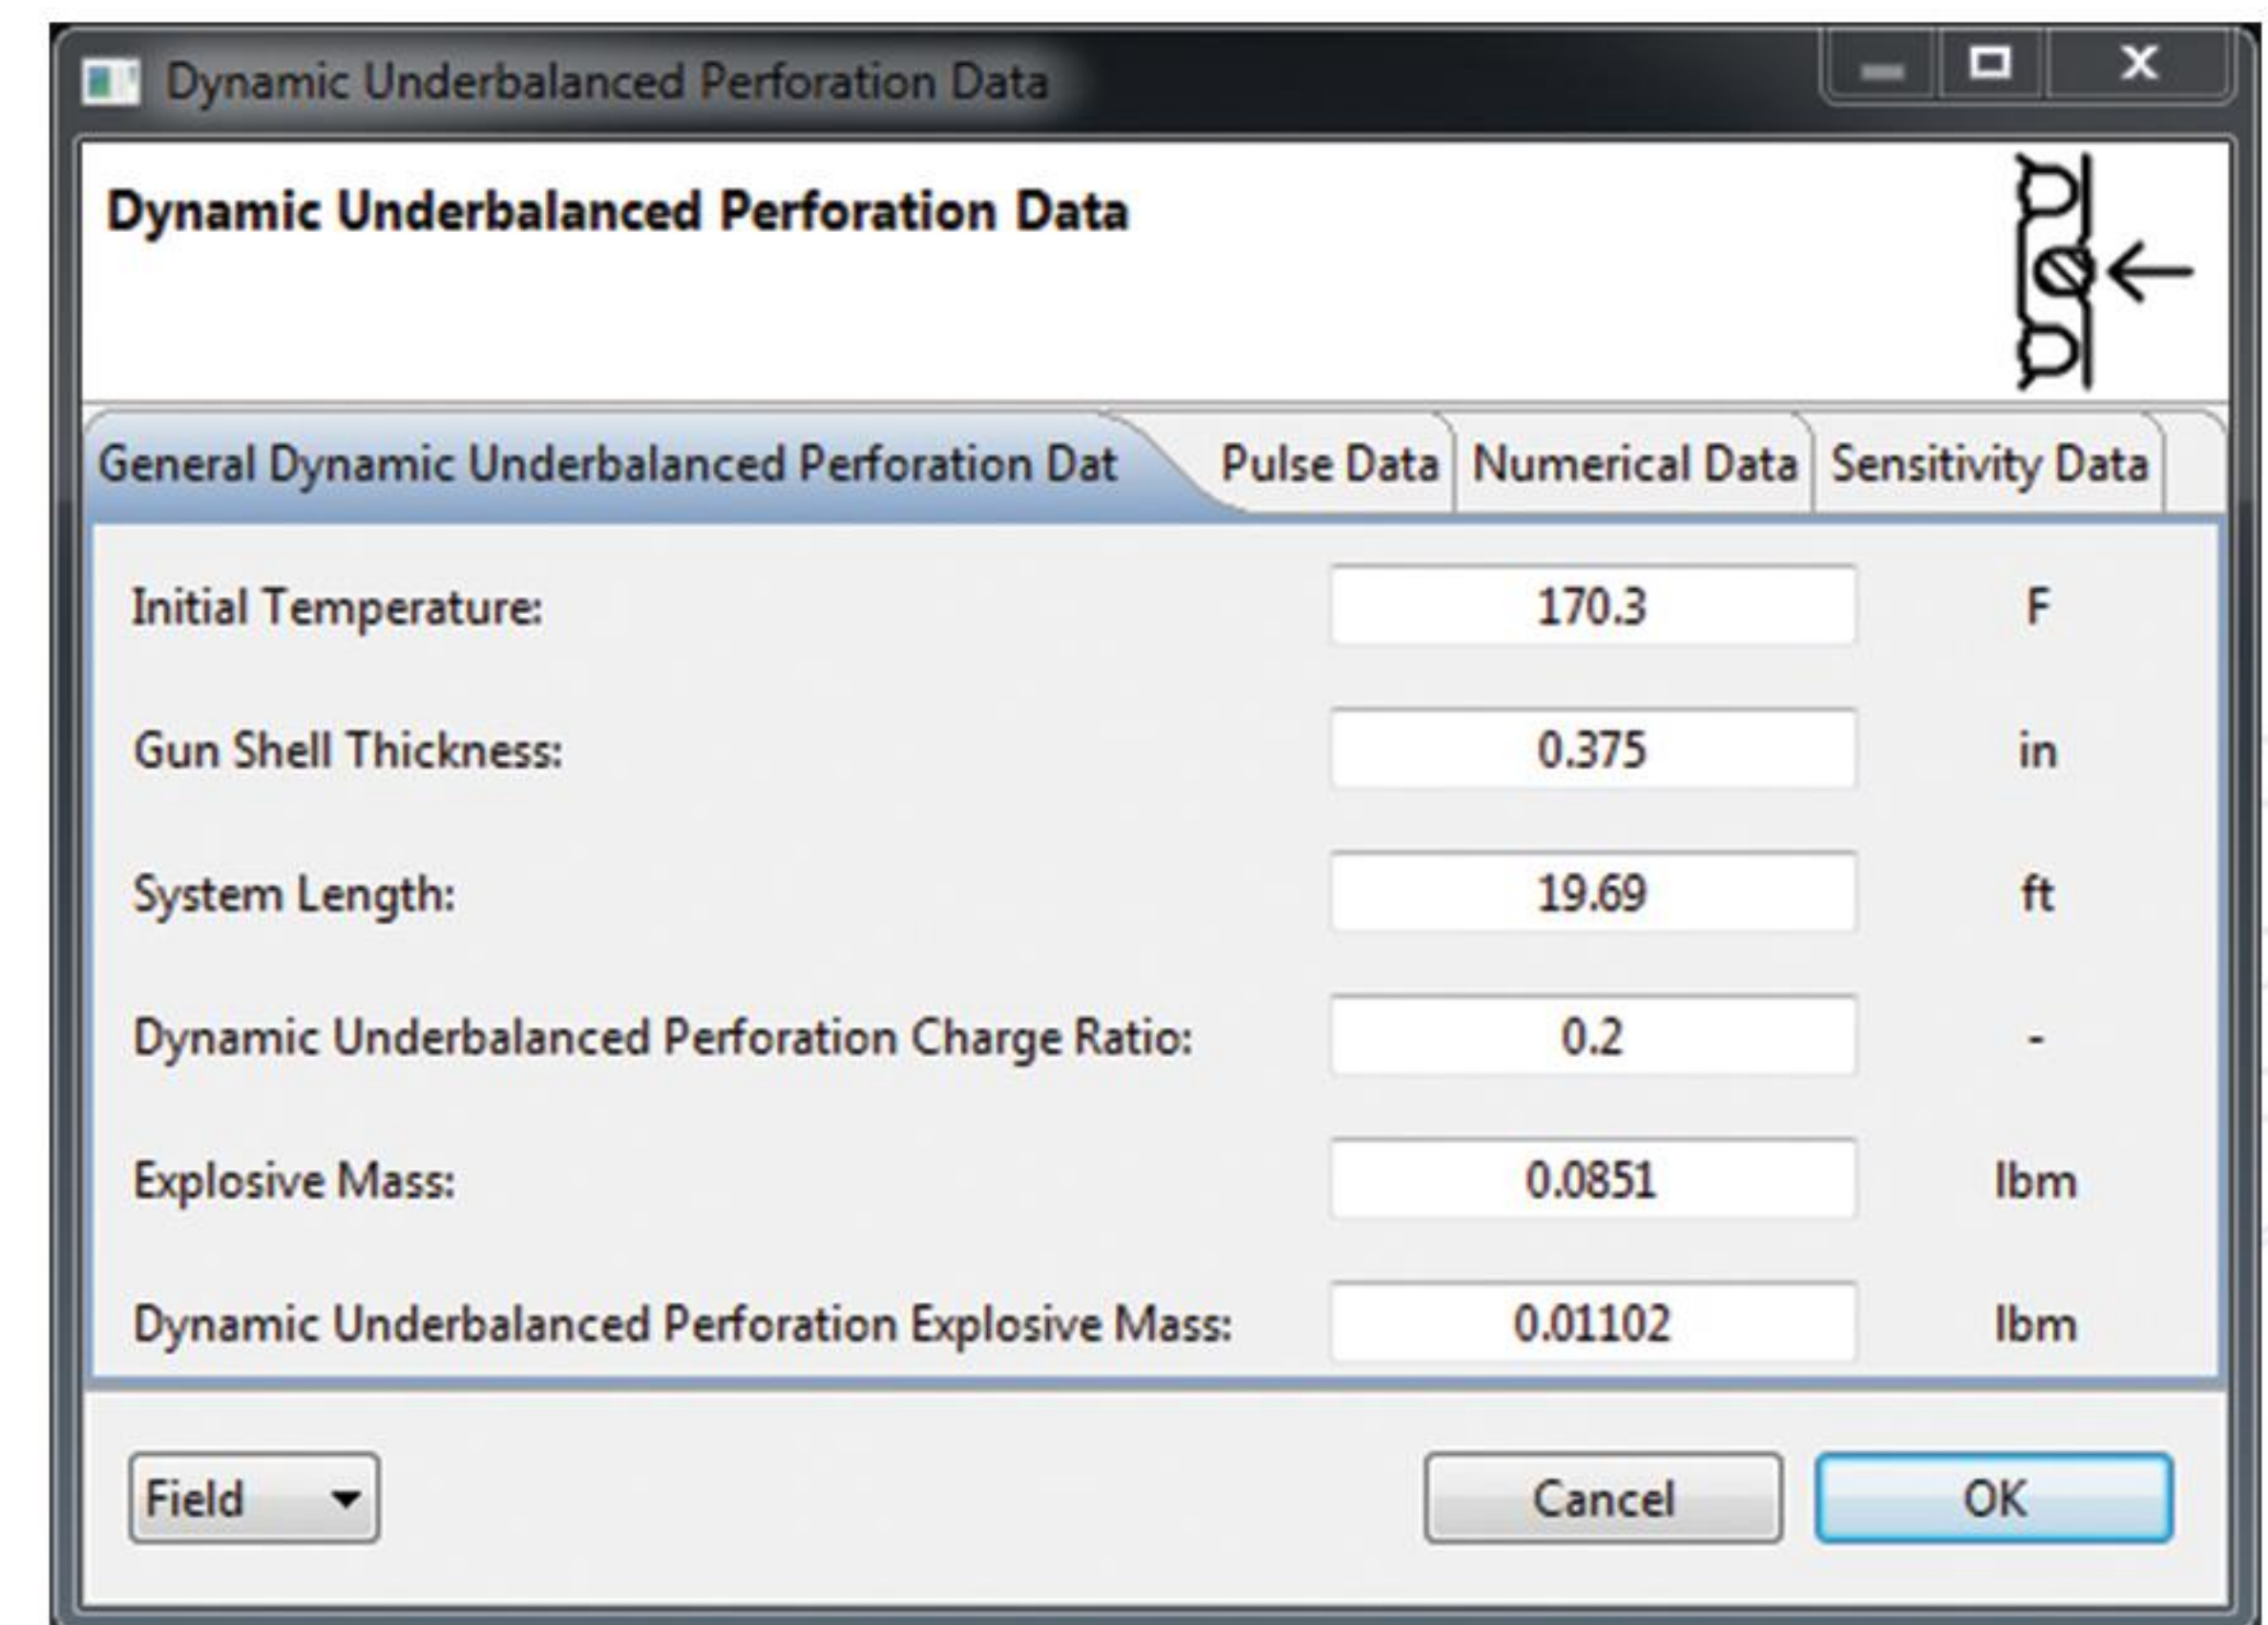 Dynamic Underbalanced Perforation Data
Dynamic Underbalanced Perforation Data
General Dynamic Underbalanced Perforation Dat Pulse Data Numerical Data Sensitivity Data
Initial Temperature: 170.3 F
Gun Shell Thickness: 0.375 in
System Length: 19.69 ft
Dynamic Underbalanced Perforation Charge Ratio: 0.2 -
Explosive Mass: 0.0851 lbm
Dynamic Underbalanced Perforation Explosive Mass: 0.01102 lbm
Field Cancel OK